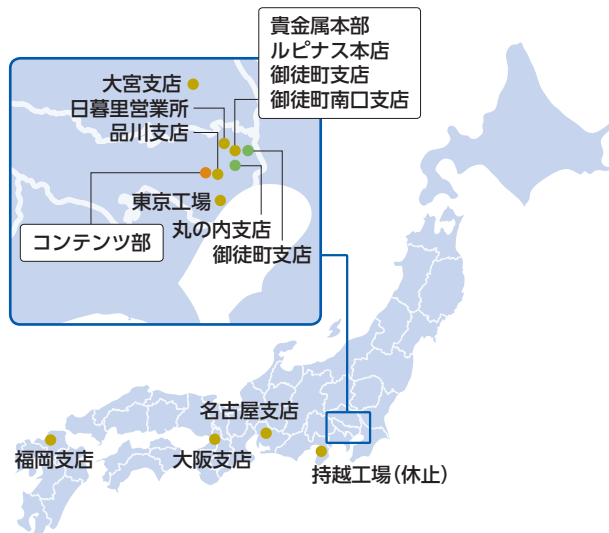 貴金属本部
ルピナス本店
御徒町支店
御徒町南口支店
大宮支店
日暮里営業所
品川支店
東京工場
コンテンツ部
丸の内支店
御徒町支店
名古屋支店
福岡支店
大阪支店
持越工場(休止)